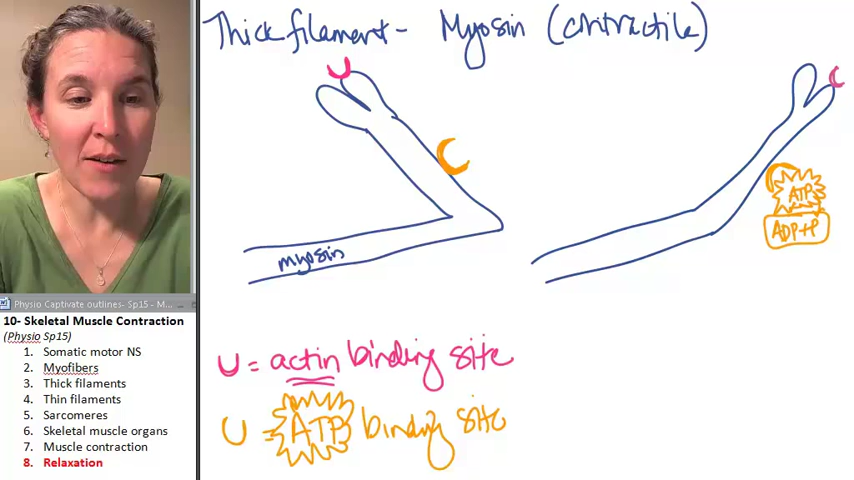 Thick filament - Myosin (contractile)
ATP
ADP+P
myosin
Physio Captivate outlines- Sp15 - M...
10- Skeletal Muscle Contraction
(Physio Sp15)
1. Somatic motor NS
2. Myofibers
3. Thick filaments
4. Thin filaments
5. Sarcomeres
6. Skeletal muscle organs
7. Muscle contraction
8. Relaxation
U = actin binding site
U = ATP binding site